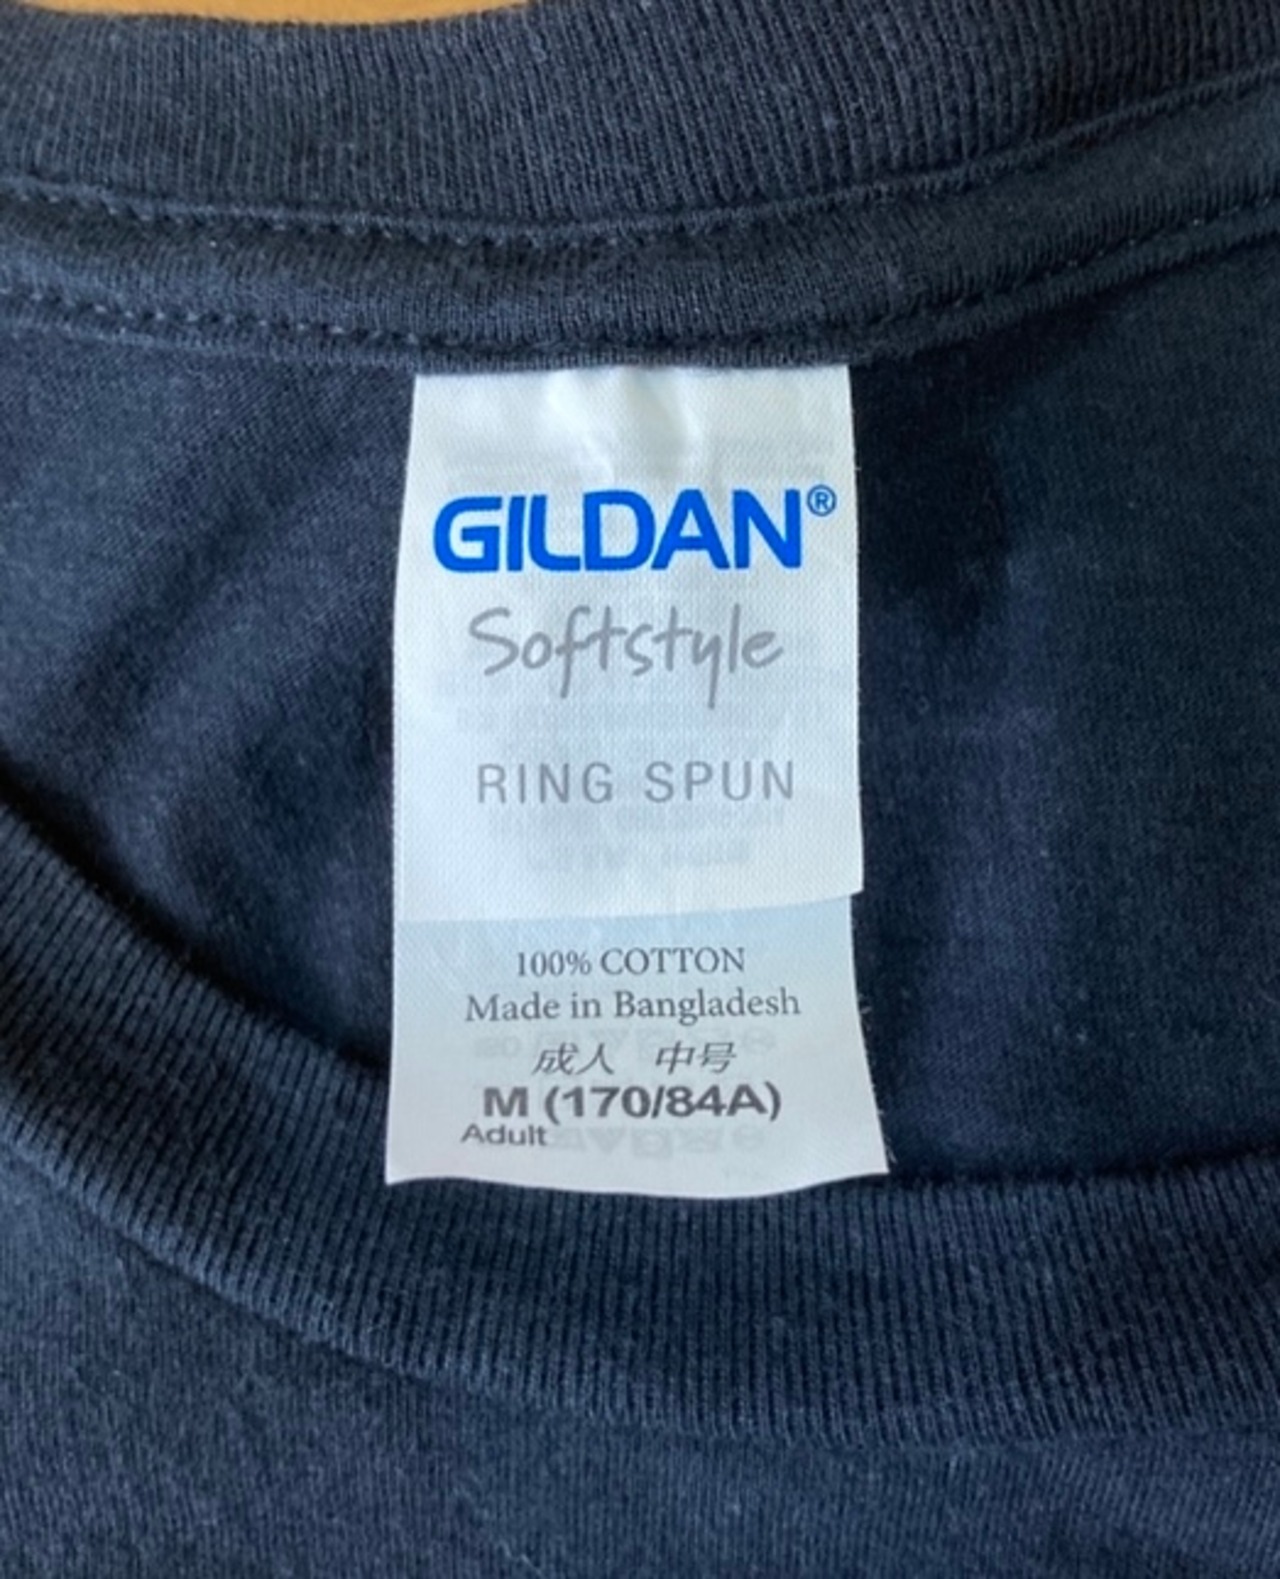 GILDAN®
Softstyle
RING SPUN
100% COTTON
Made in Bangladesh
成人 中号
M (170/84A)
Adult